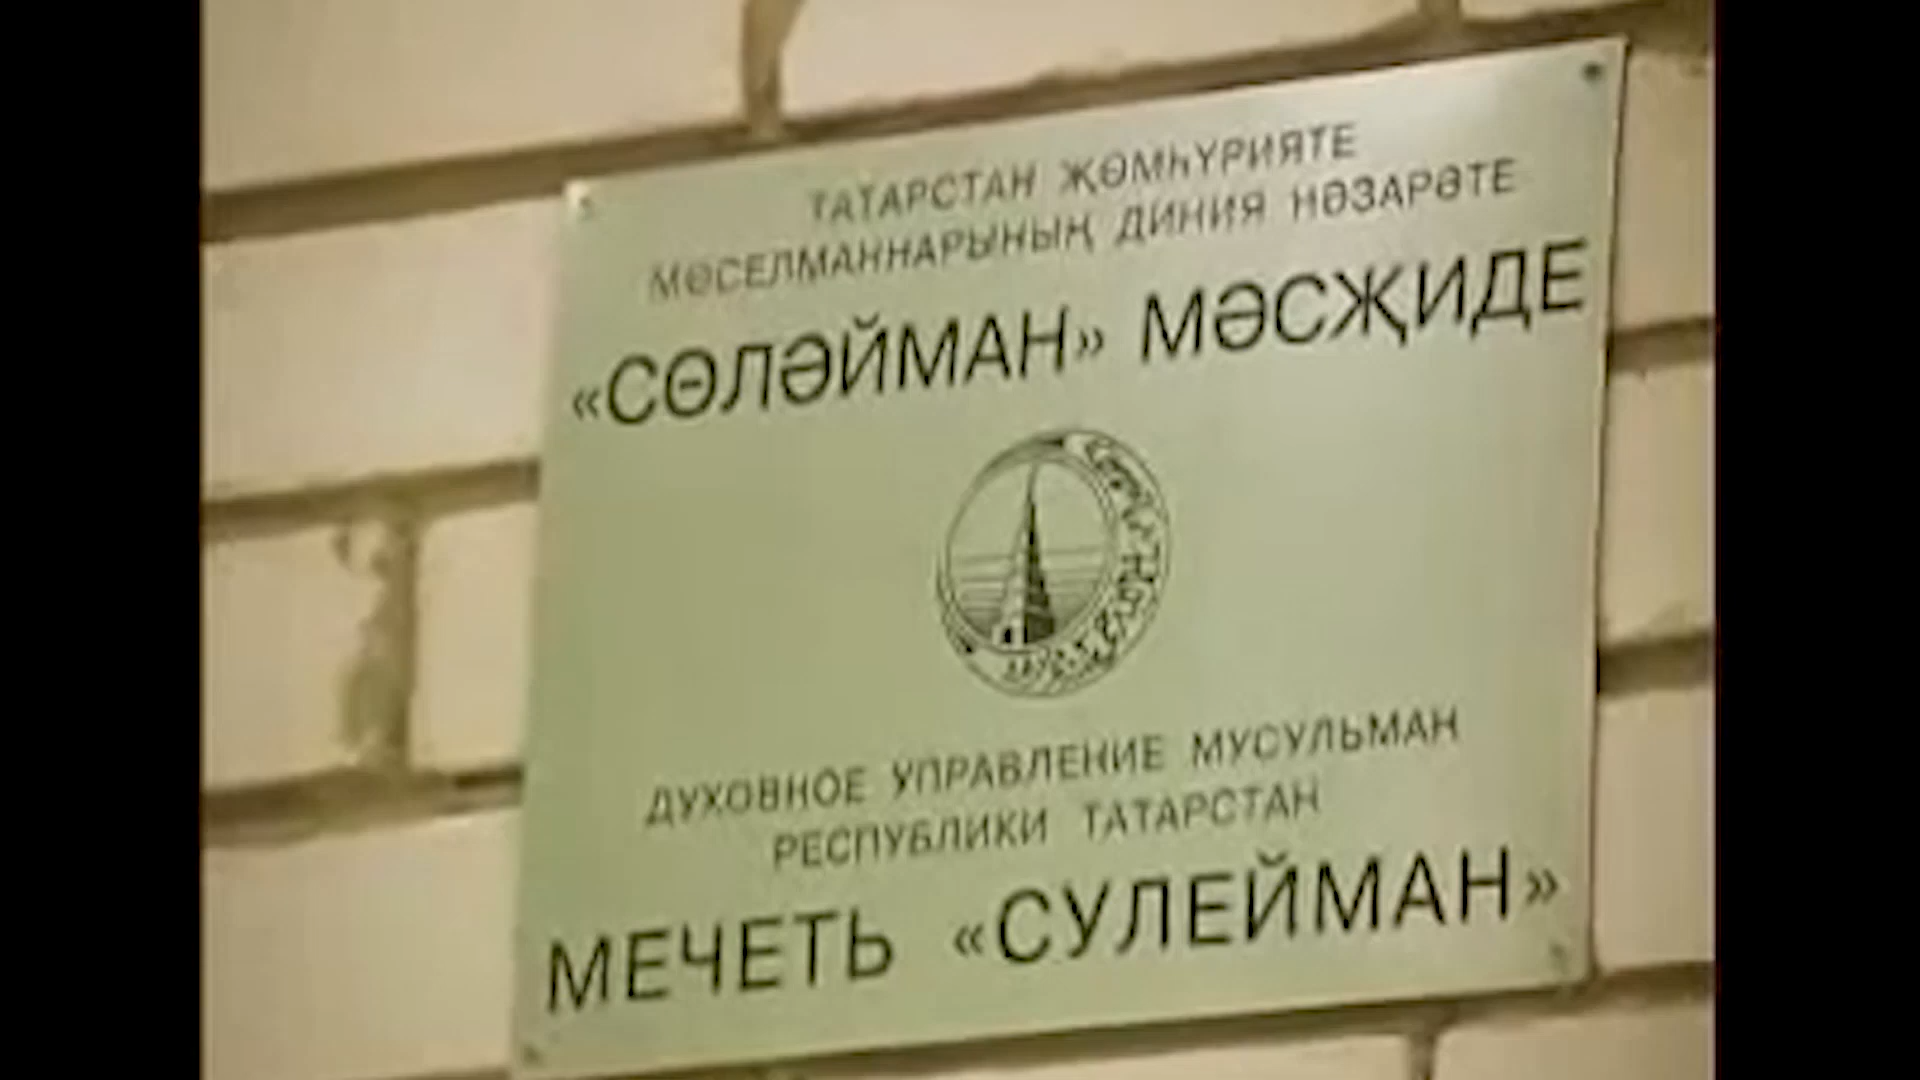 ТАТАРСТАН ҖӨМҺҮРИЯТЕ
МӨСЕЛМАННАРЫНЫҢ ДИНИЯ НӘЗАРӘТЕ
«СӨЛӘЙМАН» МӘСҖИДЕ
ДУХОВНОЕ УПРАВЛЕНИЕ МУСУЛЬМАН
РЕСПУБЛИКИ ТАТАРСТАН
МЕЧЕТЬ «СУЛЕЙМАН»